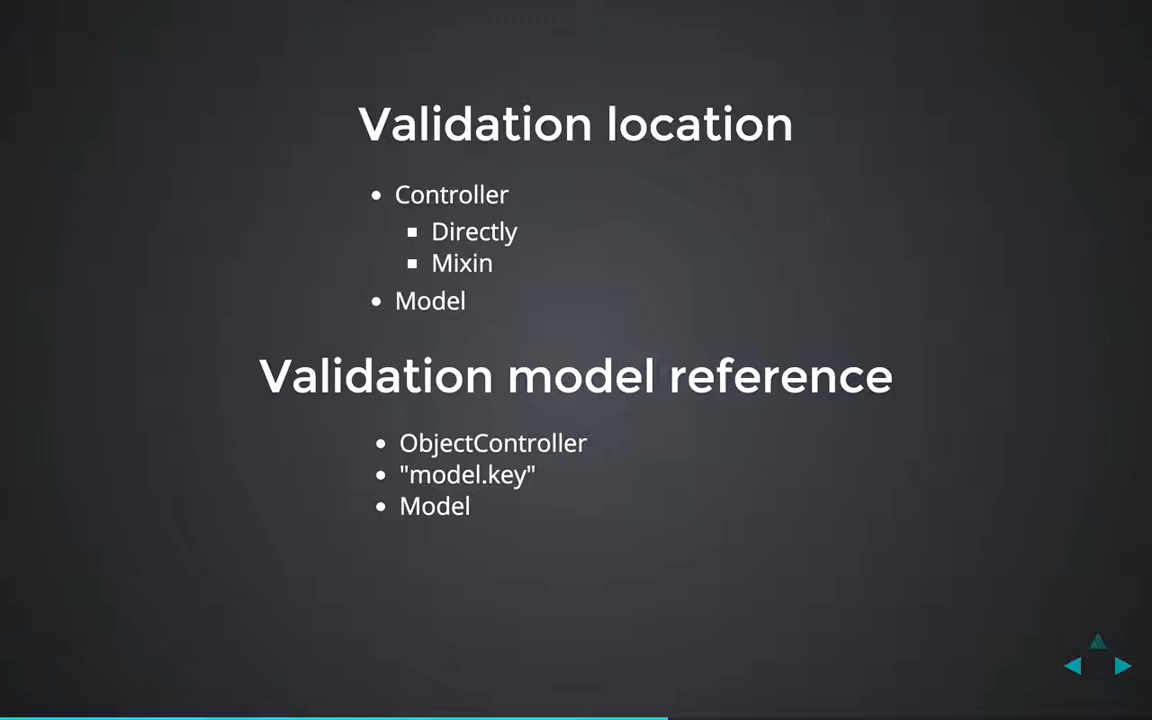 Validation location
Controller
Directly
Mixin
Model
Validation model reference
ObjectController
"model.key"
Model